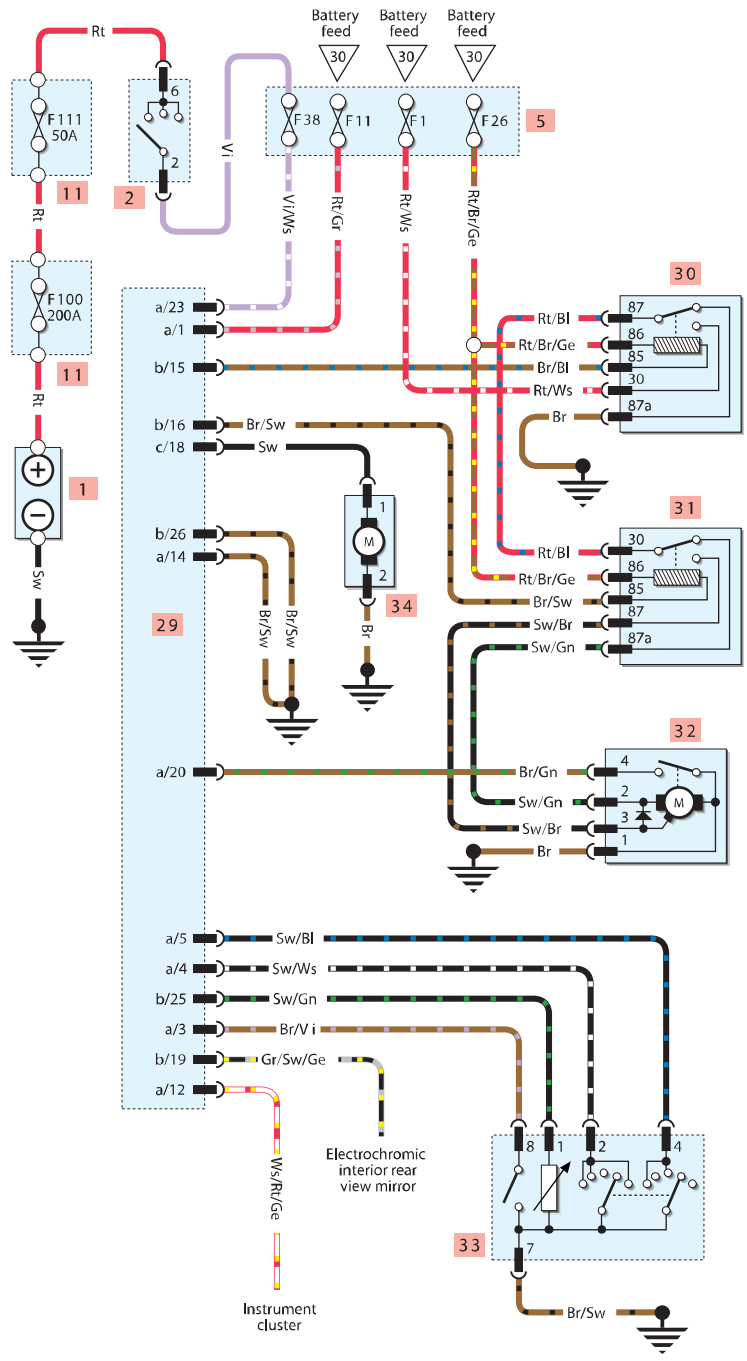 Battery feed
Battery feed
Battery feed
30
30
30
Rt
F111
50A
11
Rt
F100
200A
11
Rt
1
Sw
6
2
2
Vi
F38
F11
F1
F26
5
Vi/Ws
Rt/Gr
Rt/Ws
Rt/Br/Ge
29
a/23
a/1
b/15
b/16
Br/Sw
c/18
Sw
b/26
a/14
Br/Sw
Br/Sw
a/20
1
M
2
34
Br
30
Rt/Bl
87
Rt/Br/Ge
86
Br/Bl
85
Rt/Ws
30
Br
87a
31
Rt/Bl
30
Rt/Br/Ge
86
Br/Sw
85
Sw/Br
87
Sw/Gn
87a
32
Br/Gn
4
Sw/Gn
2
M
Sw/Br
3
Br
1
a/5
Sw/Bl
a/4
Sw/Ws
b/25
Sw/Gn
a/3
Br/Vi
b/19
Gr/Sw/Ge
a/12
Ws/Rt/Ge
Electrochromic
interior rear
view mirror
Instrument
cluster
8
1
2
4
33
7
Br/Sw